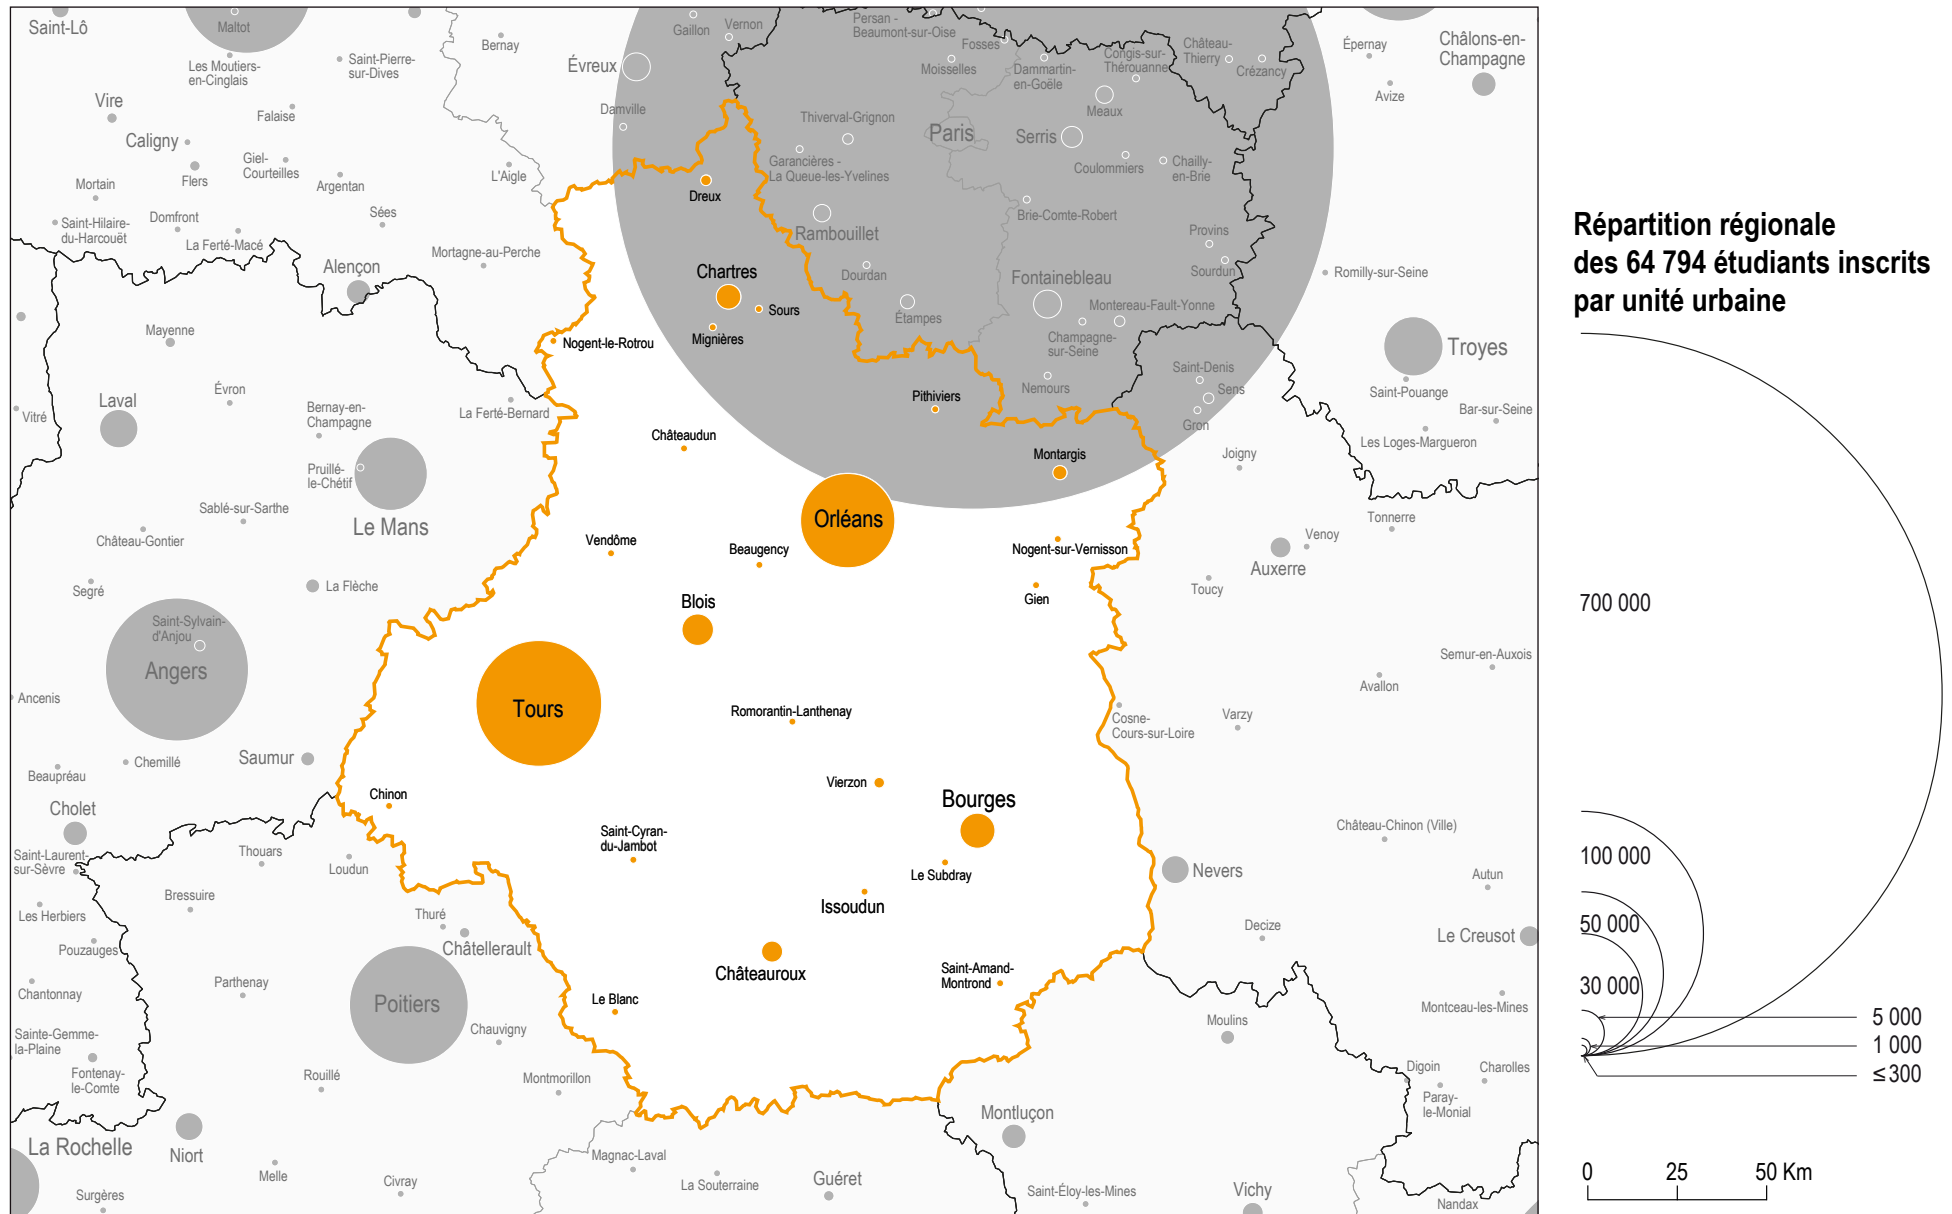 Saint-Lô
Maltot
Gaillon
Vernon
Persan -
Beaumont-sur-Oise
Fosses
Bernay
Évreux
Les Moutiers-
en-Cinglais
Saint-Pierre-
sur-Dives
Moisselles
Dammartin-
en-Goële
Congis-sur-
Thérouanne
Château-
Thierry
Crézancy
Épernay
Châlons-en-
Champagne
Avize
Vire
Falaise
Damville
Thiverval-Grignon
Paris
Serris
Meaux
Caligny
Flers
Giel-
Courteilles
Argentan
L'Aigle
Garancières -
La Queue-les-Yvelines
Coulommiers
Chailly-
en-Brie
Mortain
Dreux
Sées
Saint-Hilaire-
du-Harcouët
Domfront
La Ferté-Macé
Mortagne-au-Perche
Rambouillet
Brie-Comte-Robert
Provins
Sourdun
Alençon
Chartres
Sours
Mignières
Dourdan
Étampes
Fontainebleau
Montereau-Fault-Yonne
Champagne-
sur-Seine
Romilly-sur-Seine
Mayenne
Nogent-le-Rotrou
Troyes
Saint-Pouange
Nemours
Saint-Denis
Sens
Gron
Laval
Vitré
Évron
Bernay-en-
Champagne
La Ferté-Bernard
Pithiviers
Bar-sur-Seine
Les Loges-Margueron
Châteaudun
Montargis
Joigny
Pruillé-
le-Chétif
Le Mans
Sablé-sur-Sarthe
Château-Gontier
Orléans
Tonnerre
Vendôme
Beaugency
Nogent-sur-Vernisson
Venoy
Auxerre
Segré
La Flèche
Blois
Gien
Toucy
Saint-Sylvain-
d'Anjou
Angers
Semur-en-Auxois
Ancenis
Tours
Romorantin-Lanthenay
Avallon
Cosne-
Cours-sur-Loire
Varzy
Chemillé
Saumur
Beaupréau
Cholet
Chinon
Vierzon
Bourges
Château-Chinon (Ville)
Saint-Laurent-
sur-Sèvre
Thouars
Loudun
Saint-Cyran-
du-Jambot
Le Subdray
Nevers
Autun
Bressuire
Les Herbiers
Thuré
Châtellerault
Issoudun
Decize
Le Creusot
Pouzauges
Chantonnay
Parthenay
Poitiers
Le Blanc
Châteauroux
Saint-Amand-
Montrond
Montceau-les-Mines
Sainte-Gemme-
la-Plaine
Chauvigny
Moulins
Fontenay-
le-Comte
Rouillé
Montmorillon
Digoin
Charolles
Paray-
le-Monial
La Rochelle
Niort
Montluçon
Melle
Civray
Magnac-Laval
La Souterraine
Guéret
Surgères
Saint-Éloy-les-Mines
Vichy
Nandax
Répartition régionale
des 64 794 étudiants inscrits
par unité urbaine
700 000
100 000
50 000
30 000
5 000
1 000
≤ 300
0 25 50 Km